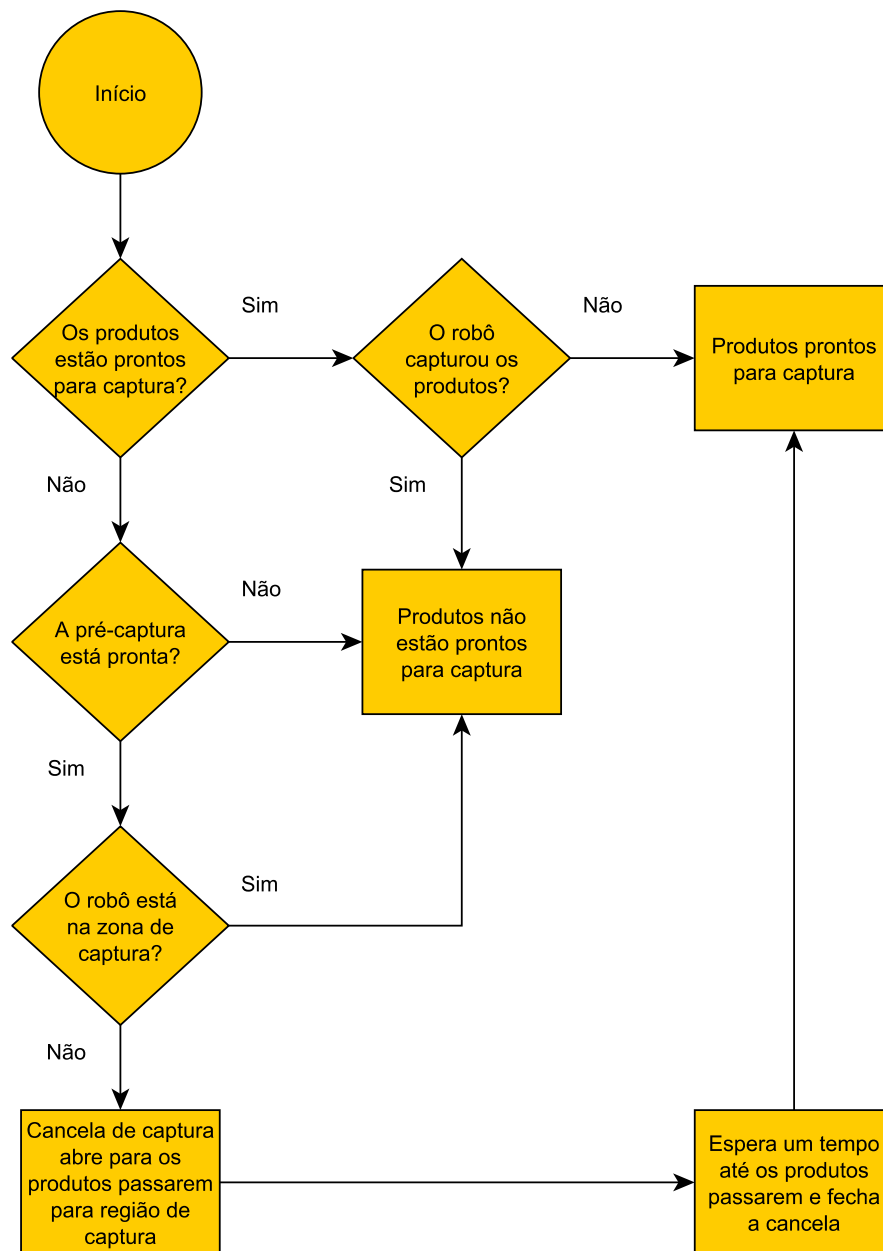 Início
Os produtos
estão prontos
para captura?
Sim
O robô
capturou os
produtos?
Não
Produtos prontos
para captura
Não
Sim
A pré-captura
está pronta?
Não
Produtos não
estão prontos
para captura
Sim
O robô está
na zona de
captura?
Sim
Não
Cancela de captura
abre para os
produtos passarem
para região de
captura
Espera um tempo
até os produtos
passarem e fecha
a cancela